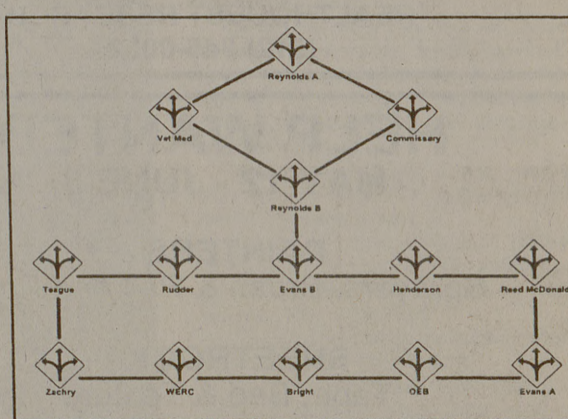 Reynolds A
Vet Med
Commissary
Reynolds B
Teague
Rudder
Evans B
Henderson
Reed McDonald
Zachry
WERC
Bright
OEB
Evans A